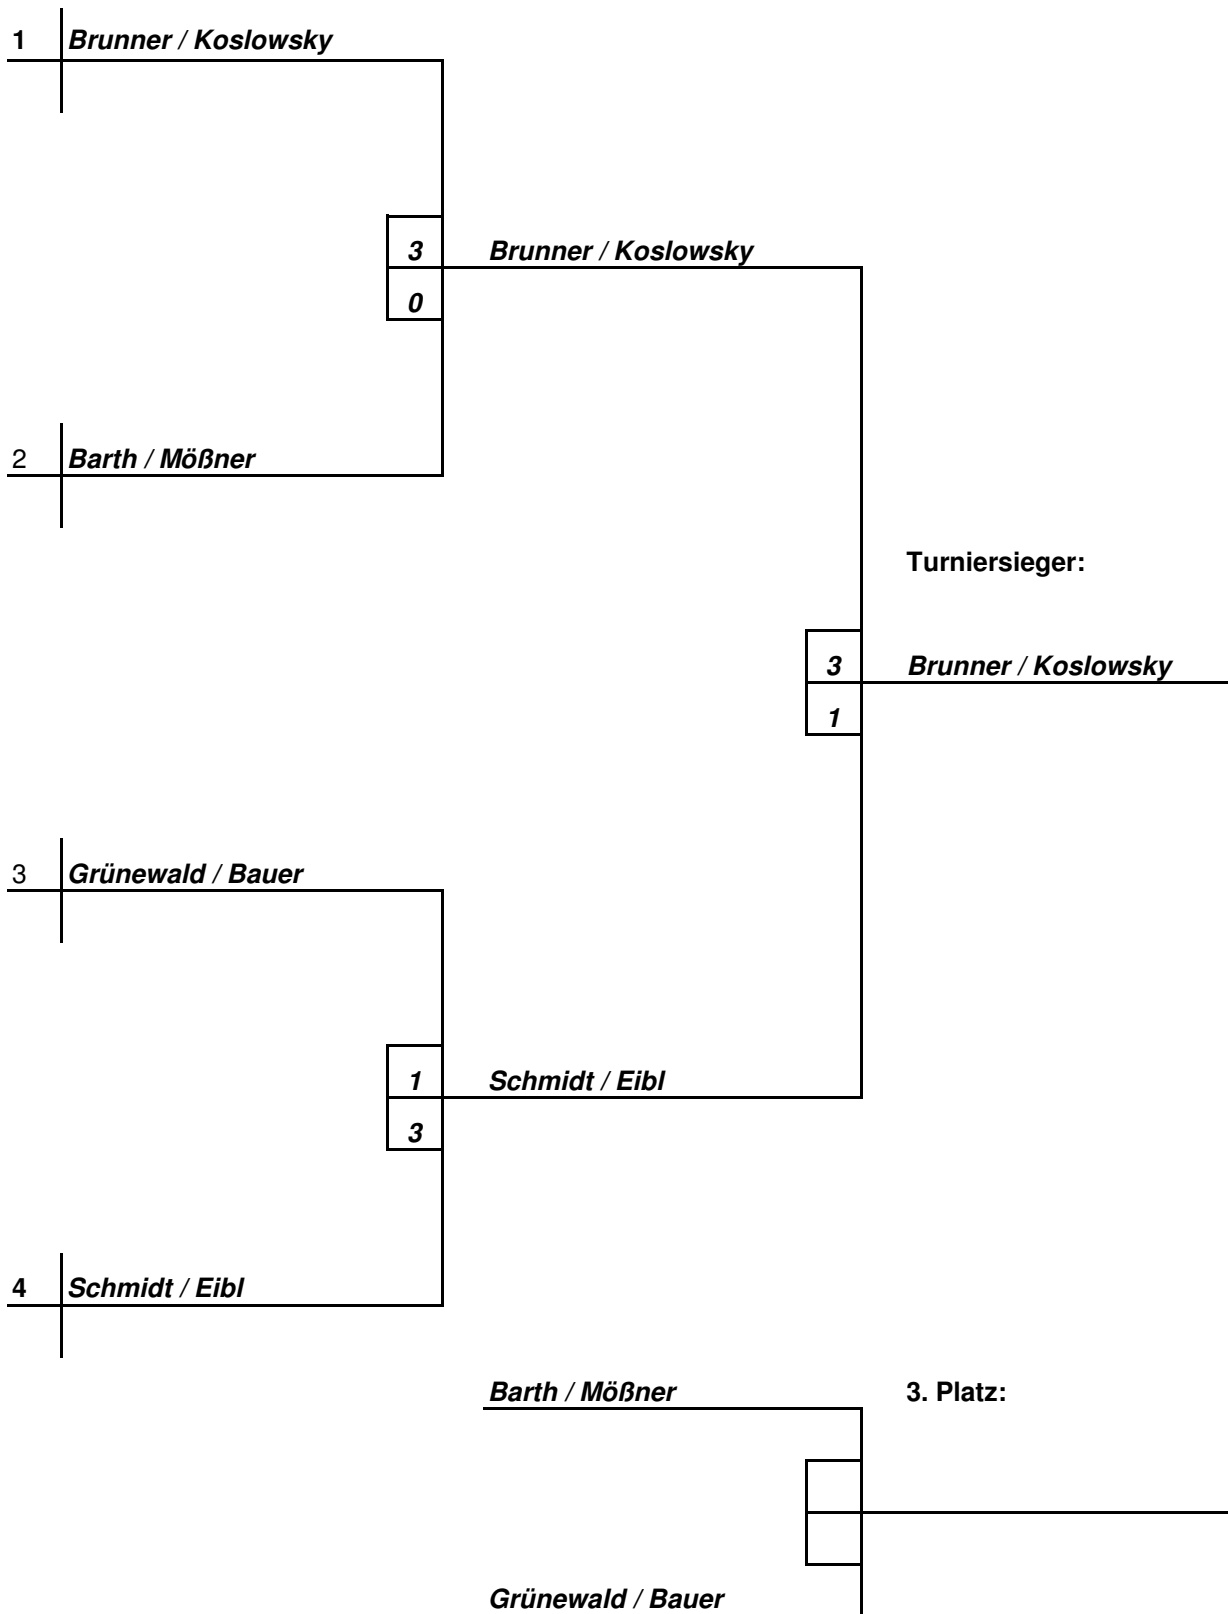 1 Brunner / Koslowsky
3 Brunner / Koslowsky
0
2 Barth / Mößner
Turniersieger:
3 Brunner / Koslowsky
1
3 Grünewald / Bauer
1 Schmidt / Eibl
3
4 Schmidt / Eibl
Barth / Mößner 3. Platz:
Grünewald / Bauer